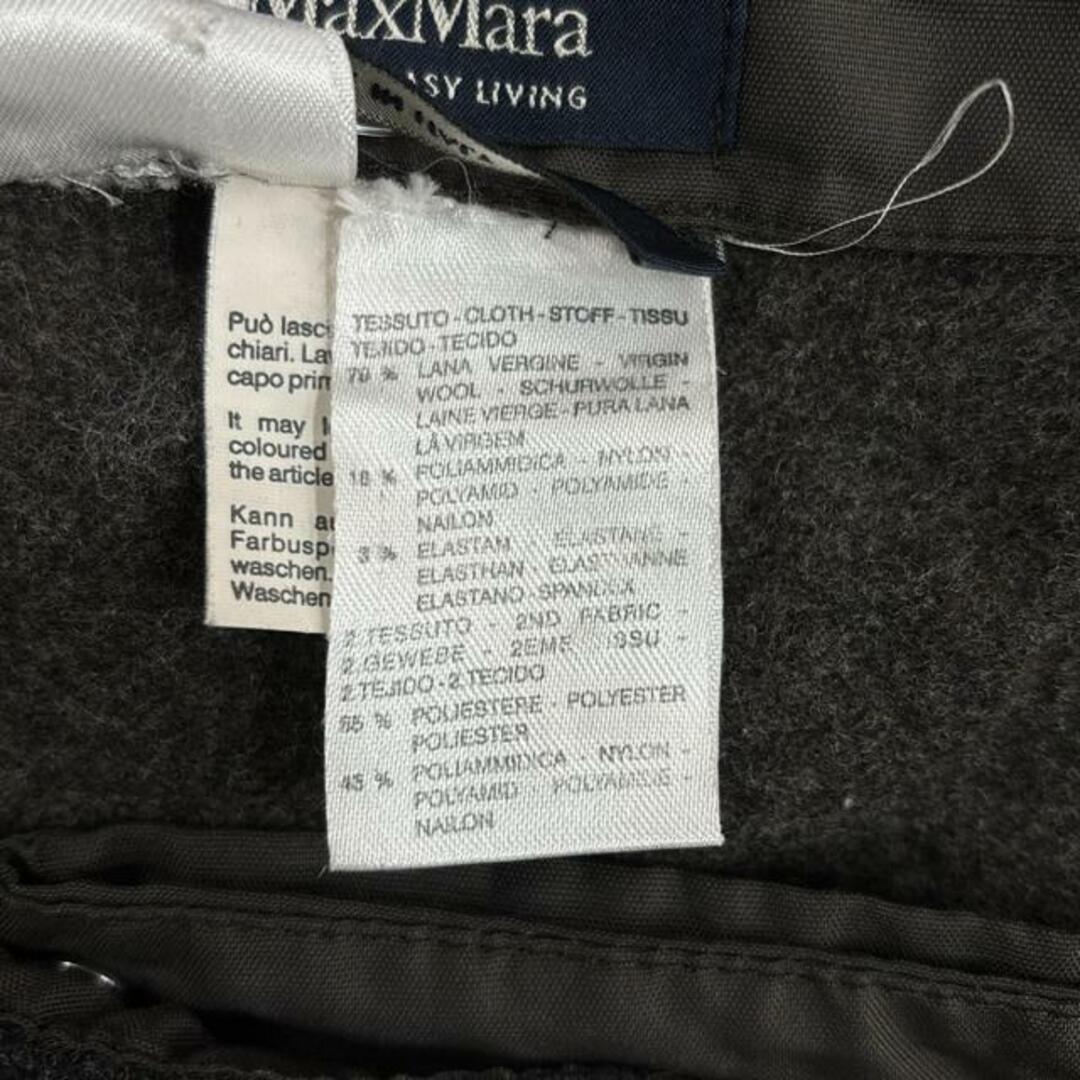 MaxMara
ASY LIVING
Può lasci
chiari. La
capo prim
It may
coloured
the article
Kann au
Farbusp
waschen.
Waschen
TESSUTO - CLOTH - STOFF - TISSU
TEJIDO - TECIDO
79 % LANA VERGINE - VIRGIN
WOOL - SCHURWOLLE -
LAINE VIERGE - PURA LANA
LÃ VIRGEM
18 % POLIAMMIDICA - NYLON -
POLYAMID - POLYAMIDE -
NAILON
3 % ELASTAN ELASTANE
ELASTHAN - ELASTHANNE
ELASTANO - SPANDEX
2.TESSUTO - 2ND FABRIC -
2.GEWEBE - 2EME ISSU -
2.TEJIDO - 2.TECIDO
55 % POLIESTERE - POLYESTER
POLIESTER
45 % POLIAMMIDICA - NYLON -
POLYAMID - POLYAMIDE -
NAILON